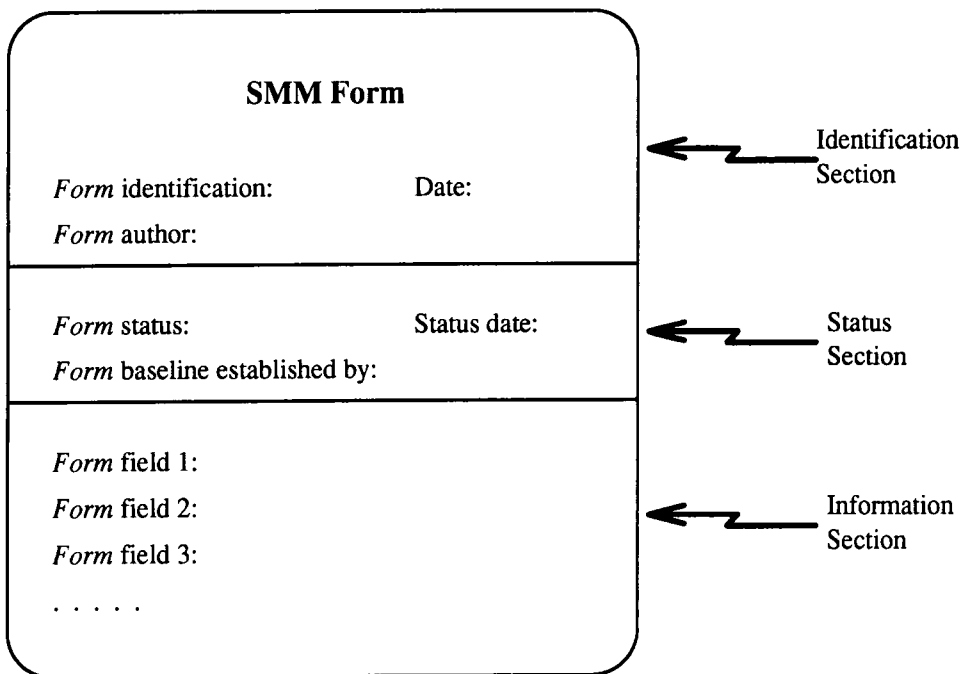 SMM Form
Identification
Section
Form identification: Date:
Form author:
Form status: Status date:
Form baseline established by:
Status
Section
Form field 1:
Form field 2:
Form field 3:
. . . . .
Information
Section